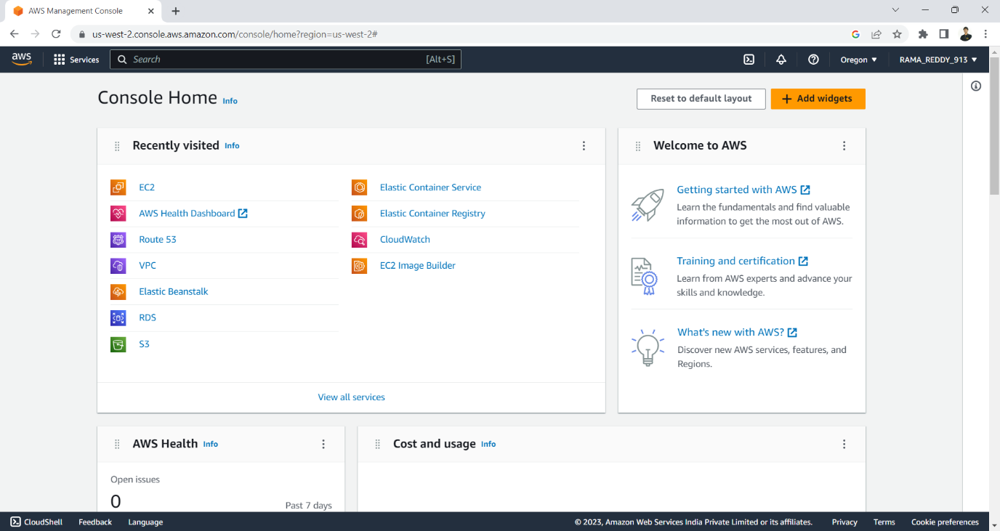 AWS Management Console
us-west-2.console.aws.amazon.com/console/home?region=us-west-2#
aws
Services
Search
[Alt+S]
Oregon
RAMA_REDDY_913
Console Home Info
Reset to default layout
Add widgets
Recently visited Info
EC2
AWS Health Dashboard
Route 53
VPC
Elastic Beanstalk
RDS
S3
Elastic Container Service
Elastic Container Registry
CloudWatch
EC2 Image Builder
View all services
Welcome to AWS
Getting started with AWS
Learn the fundamentals and find valuable
information to get the most out of AWS.
Training and certification
Learn from AWS experts and advance your
skills and knowledge.
What's new with AWS?
Discover new AWS services, features, and
Regions.
AWS Health Info
Open issues
0
Past 7 days
Cost and usage Info
CloudShell
Feedback
Language
© 2023, Amazon Web Services India Private Limited or its affiliates.
Privacy
Terms
Cookie preferences